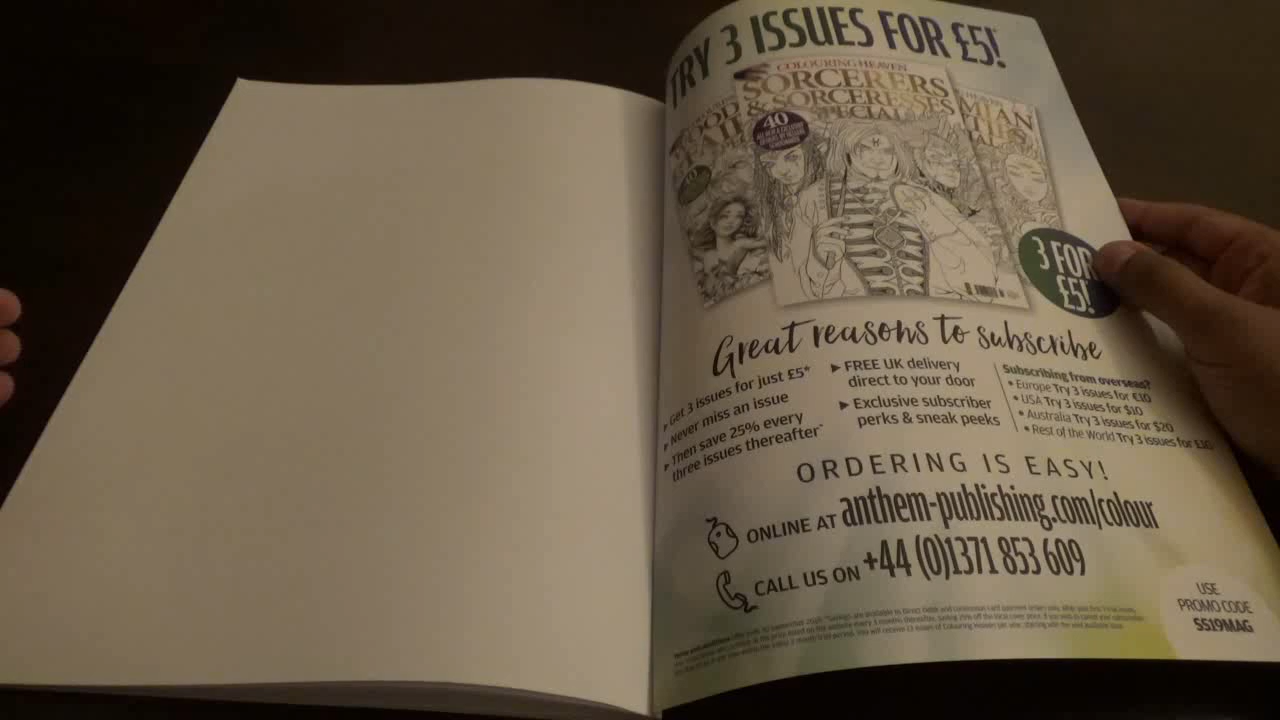 TRY 3 ISSUES FOR £5!*
COLOURING HEAVEN
SORCERERS
& SORCERESSES
SPECIAL
40
3 FOR
£5!
Great reasons to subscribe
▶ Get 3 issues for just £5*
▶ Never miss an issue
▶ Then save 25% every
three issues thereafter*
▶ FREE UK delivery
direct to your door
▶ Exclusive subscriber
perks & sneak peeks
Subscribing from overseas?
• Europe Try 3 issues for €10
• USA Try 3 issues for $10
• Australia Try 3 issues for $20
• Rest of the World Try 3 issues for £10
ORDERING IS EASY!
ONLINE AT anthem-publishing.com/colour
CALL US ON +44 (0)1371 853 609
USE
PROMO CODE
SS19MAG